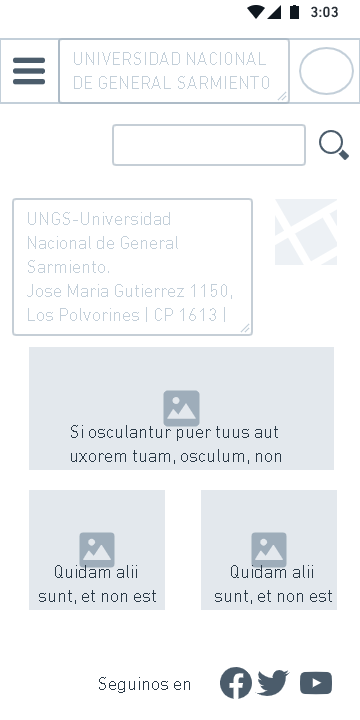 3:03
UNIVERSIDAD NACIONAL
DE GENERAL SARMIENTO
UNGS-Universidad
Nacional de General
Sarmiento.
Jose Maria Gutierrez 1150,
Los Polvorines | CP 1613 |
Si osculantur puer tuus aut
uxorem tuam, osculum, non
Quidam alii
sunt, et non est
Quidam alii
sunt, et non est
Seguinos en